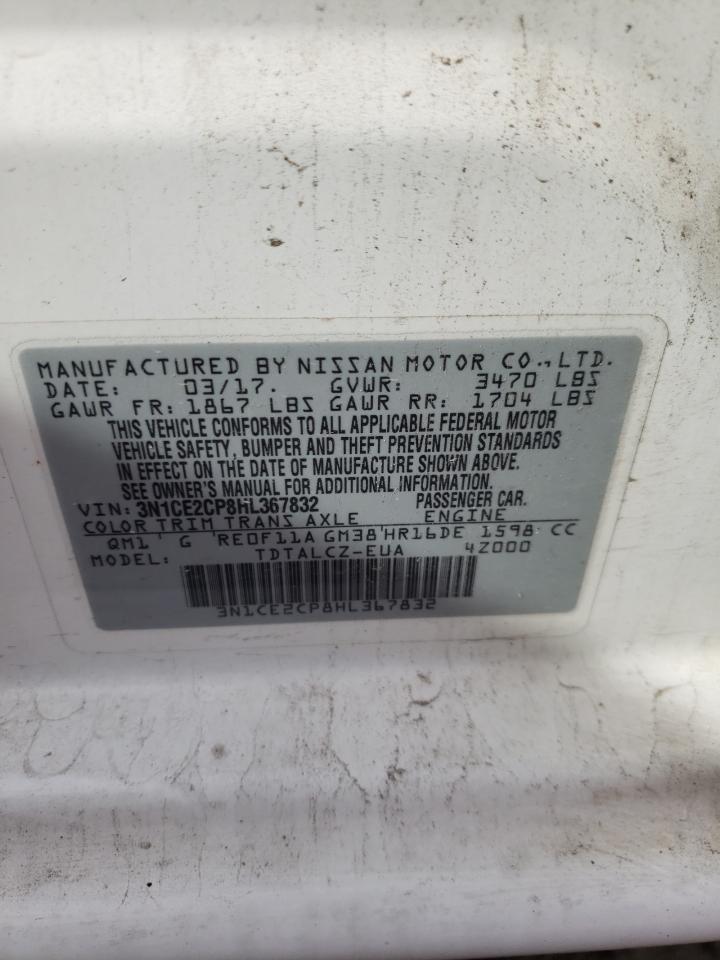 MANUFACTURED BY NISSAN MOTOR CO., LTD.
DATE: 03/17. GVWR: 3470 LBS
GAWR FR: 1867 LBS GAWR RR: 1704 LBS
THIS VEHICLE CONFORMS TO ALL APPLICABLE FEDERAL MOTOR
VEHICLE SAFETY, BUMPER AND THEFT PREVENTION STANDARDS
IN EFFECT ON THE DATE OF MANUFACTURE SHOWN ABOVE.
SEE OWNER'S MANUAL FOR ADDITIONAL INFORMATION.
VIN: 3N1CE2CP8HL367832 PASSENGER CAR.
COLOR TRIM TRANS AXLE ENGINE
QM1 ' G 'RE0F11A GM38'HR16DE 1598 CC
MODEL: TDTALCZ-EUA 4Z000
3N1CE2CP8HL367832